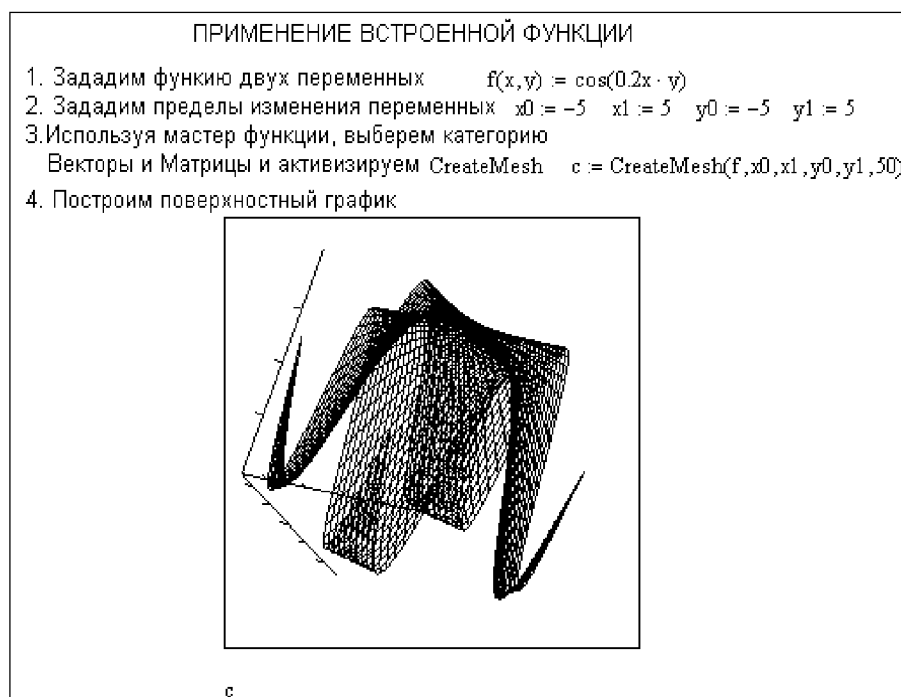 ПРИМЕНЕНИЕ ВСТРОЕННОЙ ФУНКЦИИ
1. Зададим функию двух переменных f(x,y) := cos(0.2x · y)
2. Зададим пределы изменения переменных x0 := -5 x1 := 5 y0 := -5 y1 := 5
3.Используя мастер функции, выберем категорию
Векторы и Матрицы и активизируем CreateMesh c := CreateMesh(f,x0,x1,y0,y1,50)
4. Построим поверхностный график
c